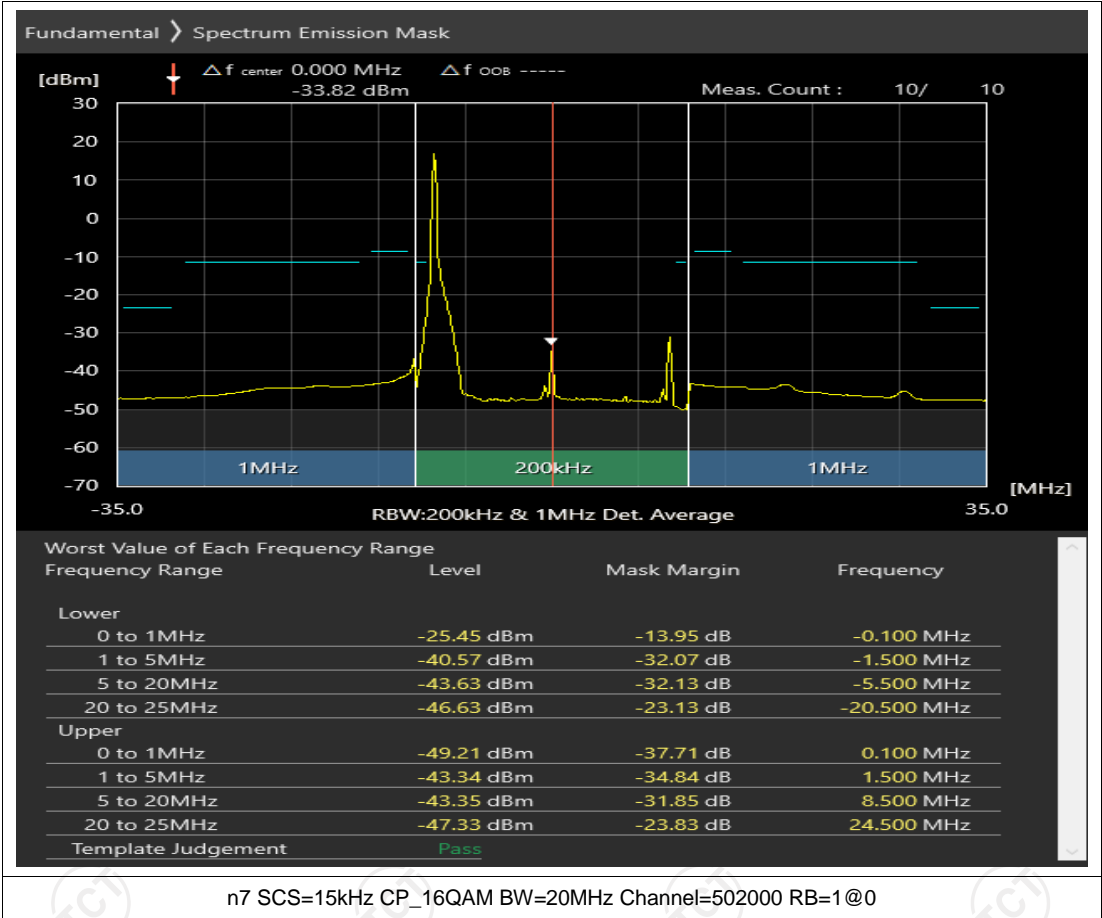 Fundamental ❯ Spectrum Emission Mask
[dBm] △f center 0.000 MHz △f OOB -----
-33.82 dBm Meas. Count : 10/ 10
30
20
10
0
-10
-20
-30
-40
-50
-60
1MHz 200kHz 1MHz
-70
[MHz]
-35.0 RBW:200kHz & 1MHz Det. Average 35.0
Worst Value of Each Frequency Range
Frequency Range Level Mask Margin Frequency
Lower
0 to 1MHz -25.45 dBm -13.95 dB -0.100 MHz
1 to 5MHz -40.57 dBm -32.07 dB -1.500 MHz
5 to 20MHz -43.63 dBm -32.13 dB -5.500 MHz
20 to 25MHz -46.63 dBm -23.13 dB -20.500 MHz
Upper
0 to 1MHz -49.21 dBm -37.71 dB 0.100 MHz
1 to 5MHz -43.34 dBm -34.84 dB 1.500 MHz
5 to 20MHz -43.35 dBm -31.85 dB 8.500 MHz
20 to 25MHz -47.33 dBm -23.83 dB 24.500 MHz
Template Judgement Pass
n7 SCS=15kHz CP_16QAM BW=20MHz Channel=502000 RB=1@0
TCT TCT TCT